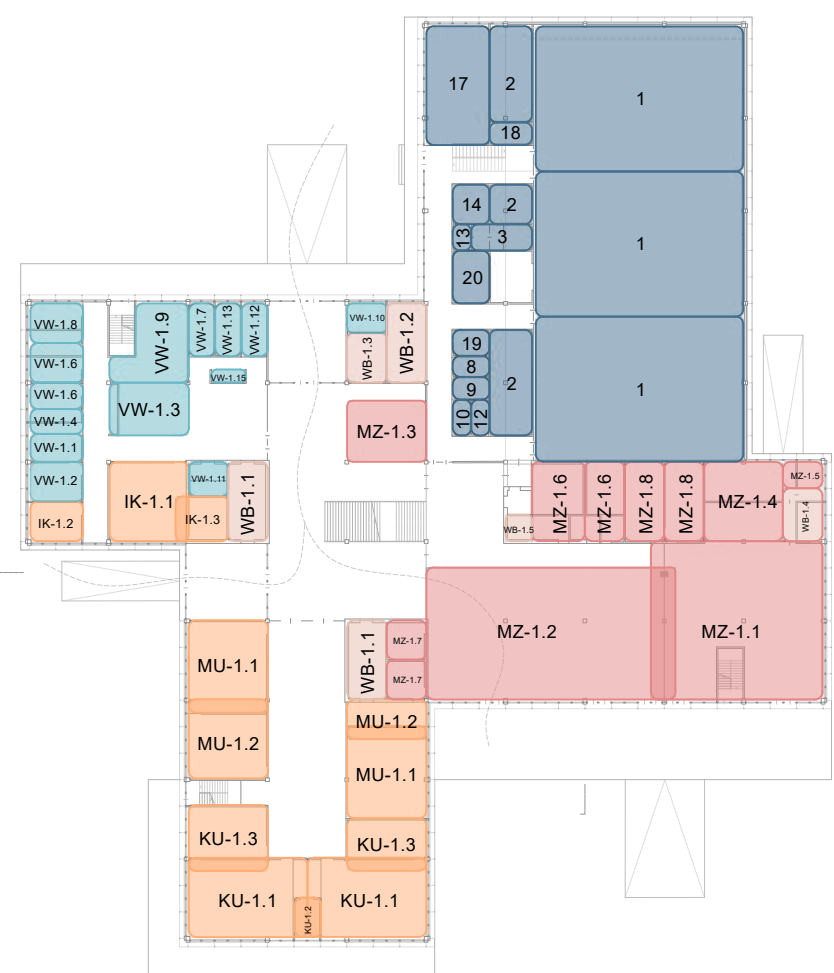 17
2
1
18
14
2
13
3
1
20
VW-1.8
VW-1.9
VW-1.7
VW-1.13
VW-1.12
VW-1.10
WB-1.3
WB-1.2
19
8
9
10
12
2
1
VW-1.6
VW-1.15
VW-1.6
VW-1.3
VW-1.4
VW-1.1
MZ-1.3
VW-1.2
IK-1.2
IK-1.1
VW-1.11
IK-1.3
WB-1.1
WB-1.5
MZ-1.6
MZ-1.6
MZ-1.8
MZ-1.8
MZ-1.4
MZ-1.5
WB-1.4
MU-1.1
WB-1.1
MZ-1.7
MZ-1.7
MZ-1.2
MZ-1.1
MU-1.2
MU-1.2
MU-1.1
KU-1.3
KU-1.3
KU-1.1
KU-1.2
KU-1.1